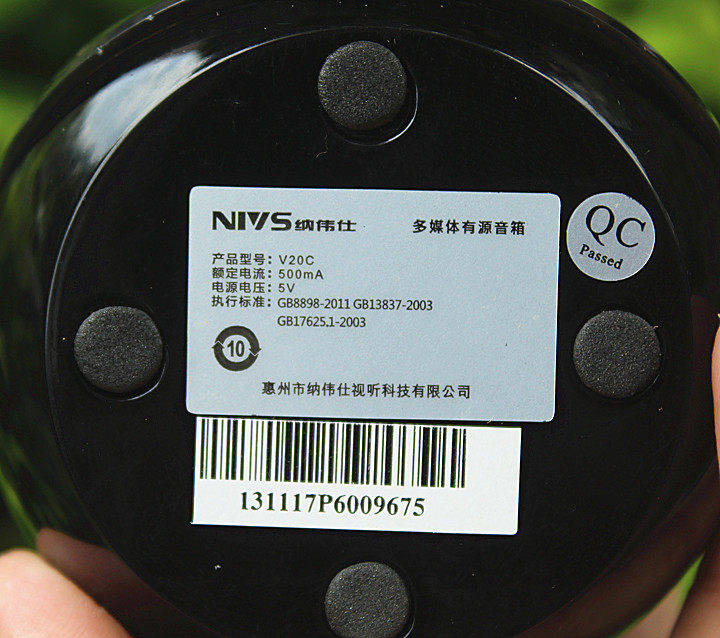 NIVS纳伟仕 多媒体有源音箱
产品型号：V20C
额定电流：500mA
电源电压：5V
执行标准：GB8898-2011 GB13837-2003
GB17625.1-2003
10
惠州市纳伟仕视听科技有限公司
QC
Passed
131117P6009675